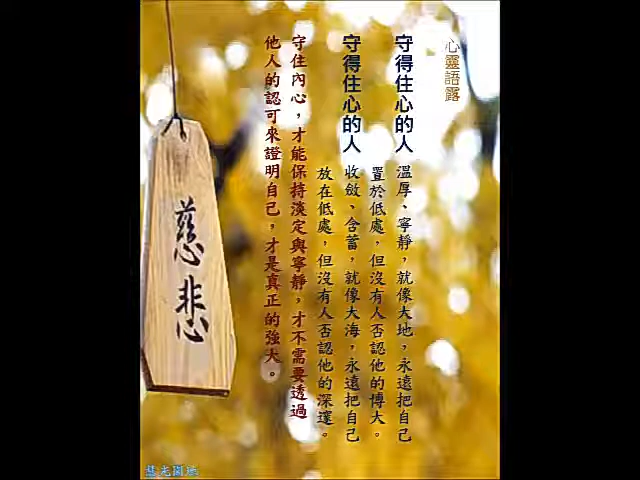 心靈語露
守得住心的人 溫厚、寧靜，就像大地，永遠把自己
置於低處，但沒有人否認他的博大。
守得住心的人 收斂、含蓄，就像大海，永遠把自己
放在低處，但沒有人否認他的深邃。
守住內心，才能保持淡定與寧靜，才不需要透過
他人的認可來證明自己，才是真正的強大。
慈悲
慧光園地